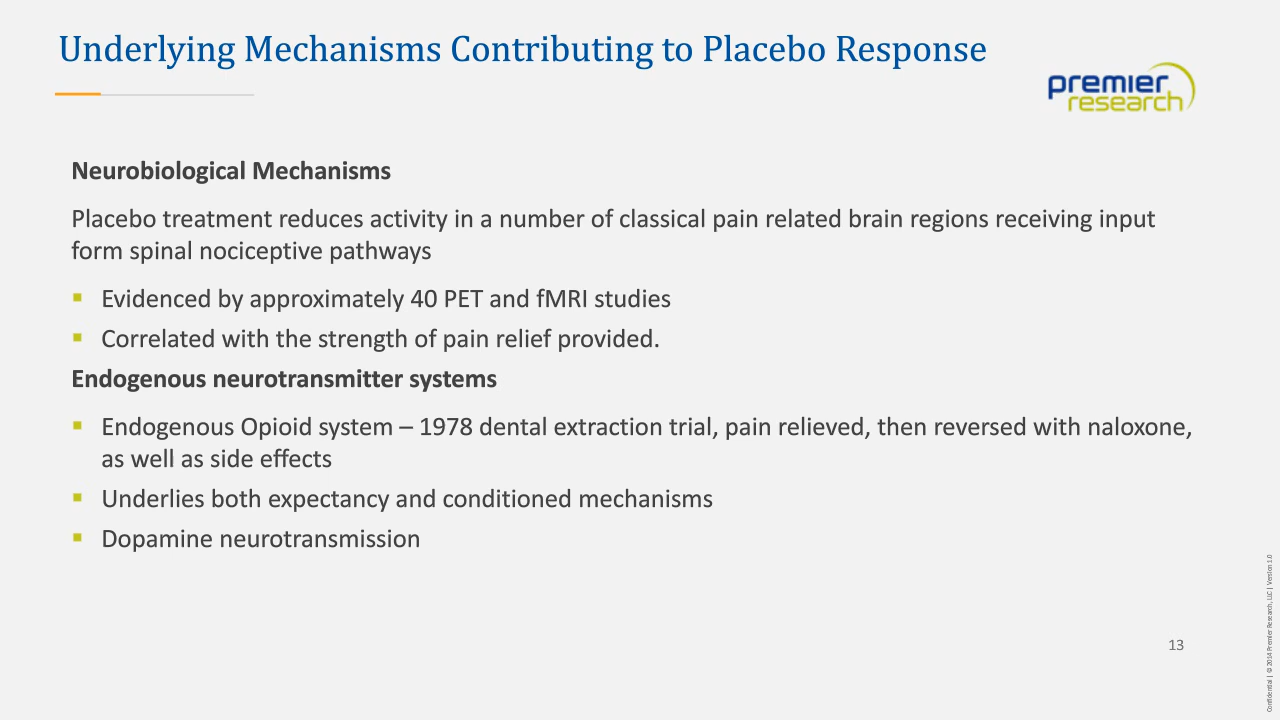 Underlying Mechanisms Contributing to Placebo Response
premier
research
Neurobiological Mechanisms
Placebo treatment reduces activity in a number of classical pain related brain regions receiving input
form spinal nociceptive pathways
▪ Evidenced by approximately 40 PET and fMRI studies
▪ Correlated with the strength of pain relief provided.
Endogenous neurotransmitter systems
▪ Endogenous Opioid system – 1978 dental extraction trial, pain relieved, then reversed with naloxone,
as well as side effects
▪ Underlies both expectancy and conditioned mechanisms
▪ Dopamine neurotransmission
13
Confidential | © 2014 Premier Research, LLC | Version 1.0